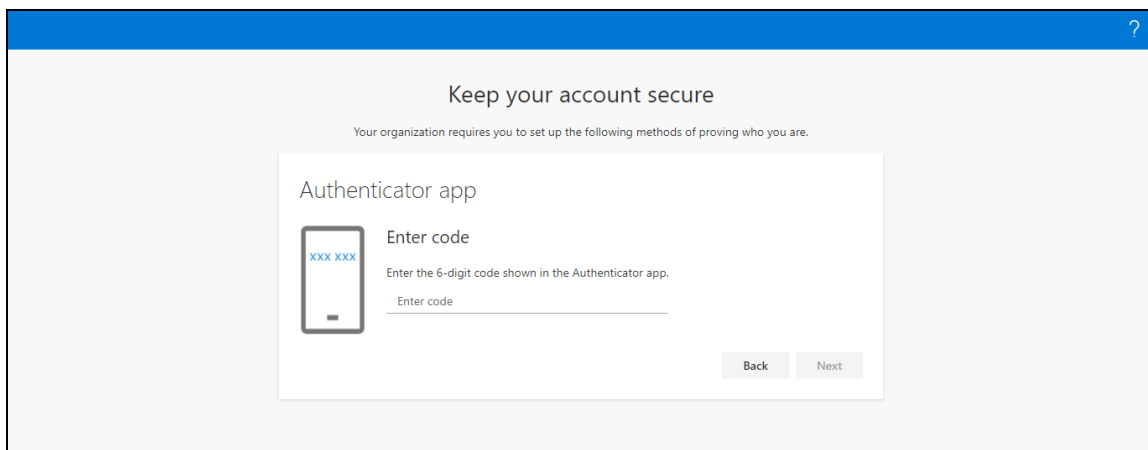 ?
Keep your account secure
Your organization requires you to set up the following methods of proving who you are.
Authenticator app
xxx xxx
Enter code
Enter the 6-digit code shown in the Authenticator app.
Enter code
Back Next